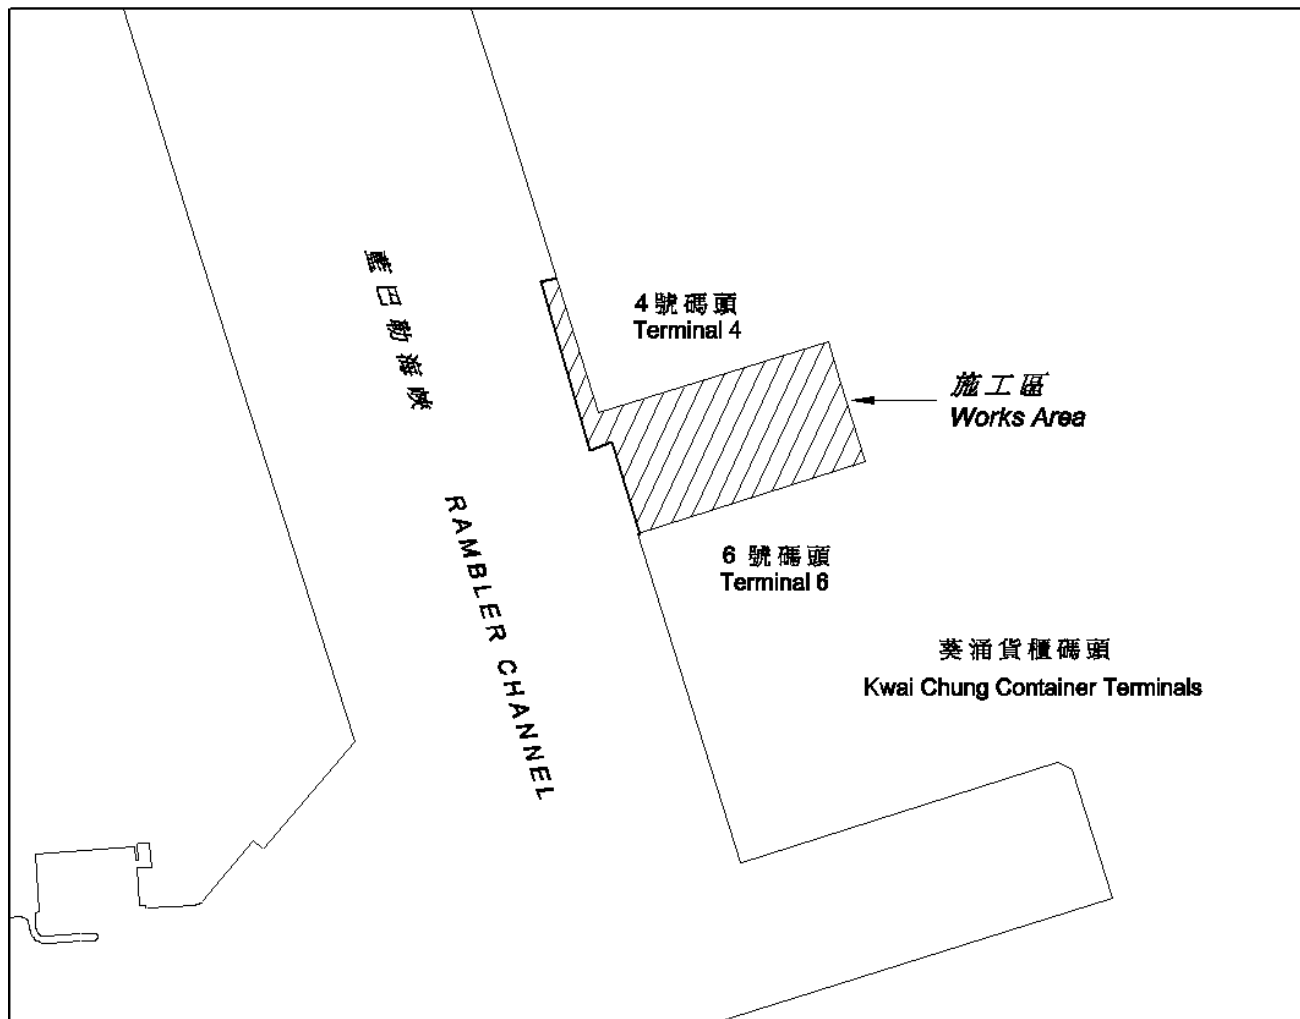 藍巴勒海峽
4 號碼頭
Terminal 4
施工區
Works Area
RAMBLER CHANNEL
6 號碼頭
Terminal 6
葵涌貨櫃碼頭
Kwai Chung Container Terminals